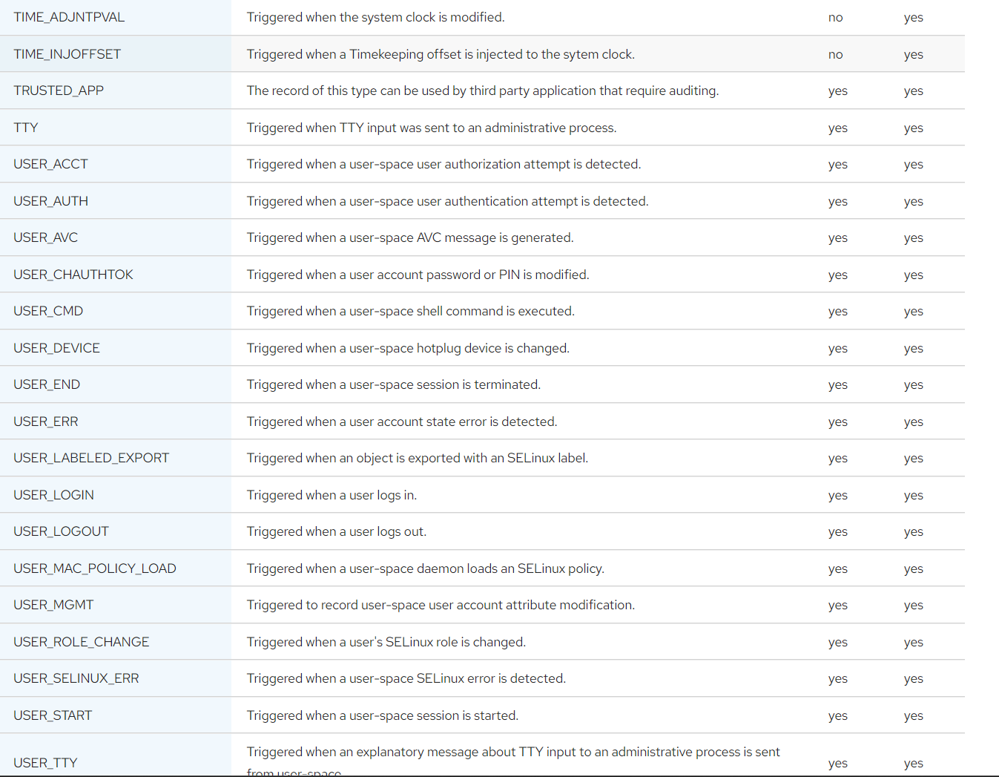 TIME_ADJNTPVAL Triggered when the system clock is modified. no yes
TIME_INJOFFSET Triggered when a Timekeeping offset is injected to the sytem clock. no yes
TRUSTED_APP The record of this type can be used by third party application that require auditing. yes yes
TTY Triggered when TTY input was sent to an administrative process. yes yes
USER_ACCT Triggered when a user-space user authorization attempt is detected. yes yes
USER_AUTH Triggered when a user-space user authentication attempt is detected. yes yes
USER_AVC Triggered when a user-space AVC message is generated. yes yes
USER_CHAUTHTOK Triggered when a user account password or PIN is modified. yes yes
USER_CMD Triggered when a user-space shell command is executed. yes yes
USER_DEVICE Triggered when a user-space hotplug device is changed. yes yes
USER_END Triggered when a user-space session is terminated. yes yes
USER_ERR Triggered when a user account state error is detected. yes yes
USER_LABELED_EXPORT Triggered when an object is exported with an SELinux label. yes yes
USER_LOGIN Triggered when a user logs in. yes yes
USER_LOGOUT Triggered when a user logs out. yes yes
USER_MAC_POLICY_LOAD Triggered when a user-space daemon loads an SELinux policy. yes yes
USER_MGMT Triggered to record user-space user account attribute modification. yes yes
USER_ROLE_CHANGE Triggered when a user's SELinux role is changed. yes yes
USER_SELINUX_ERR Triggered when a user-space SELinux error is detected. yes yes
USER_START Triggered when a user-space session is started. yes yes
USER_TTY Triggered when an explanatory message about TTY input to an administrative process is sent yes yes
from user-space